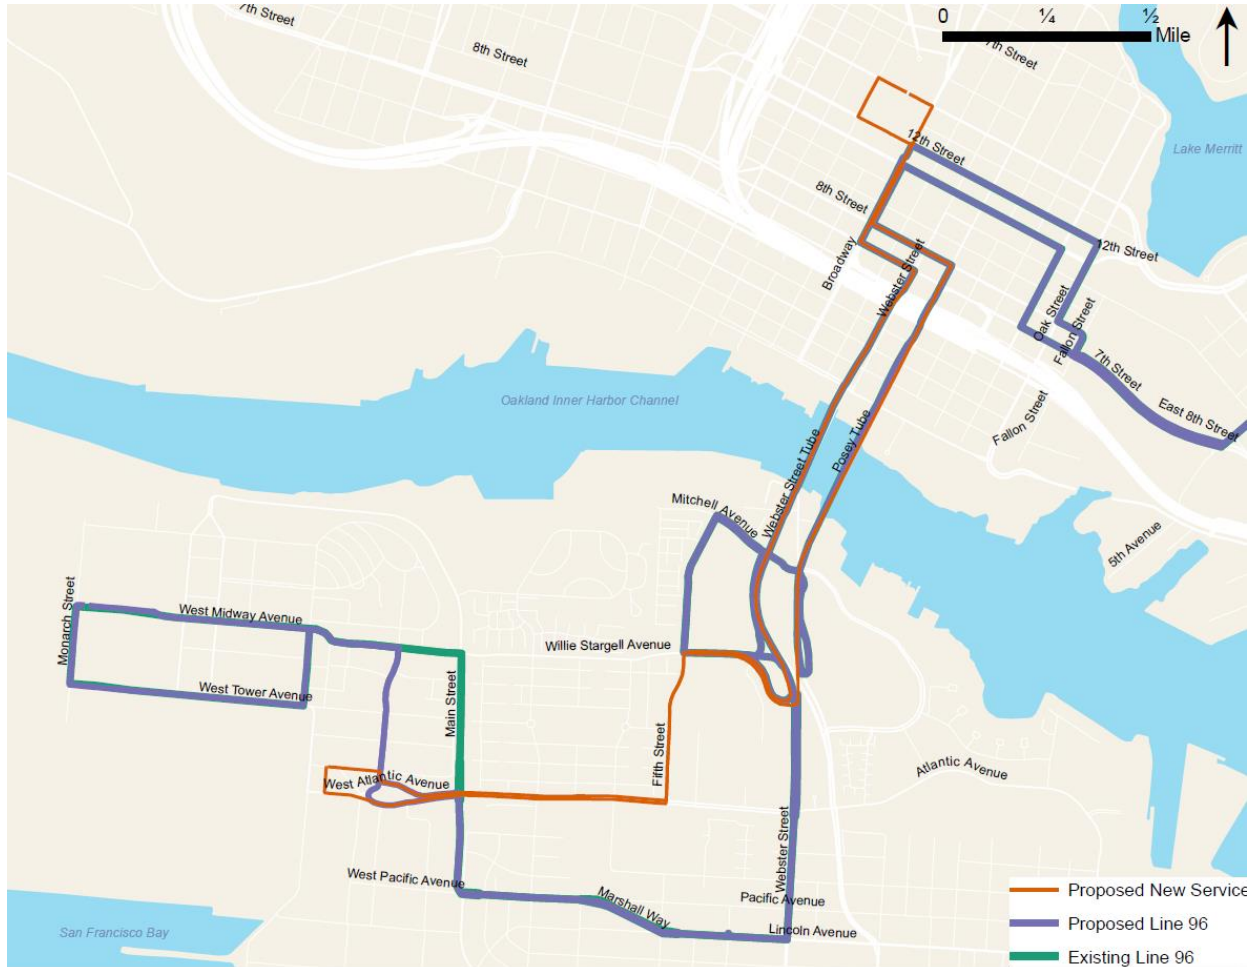 7th Street
8th Street
0 ¼ ½
Mile
7th Street
12th Street
Lake Merritt
8th Street
Broadway
Webster Street
12th Street
Oak Street
Fallon Street
7th Street
East 8th Street
Fallon Street
Oakland Inner Harbor Channel
Webster Street Tube
Posey Tube
Mitchell Avenue
5th Avenue
Monarch Street
West Midway Avenue
Willie Stargell Avenue
West Tower Avenue
Main Street
Fifth Street
West Atlantic Avenue
Atlantic Avenue
Webster Street
West Pacific Avenue
Marshall Way
Pacific Avenue
Lincoln Avenue
San Francisco Bay
Proposed New Service
Proposed Line 96
Existing Line 96